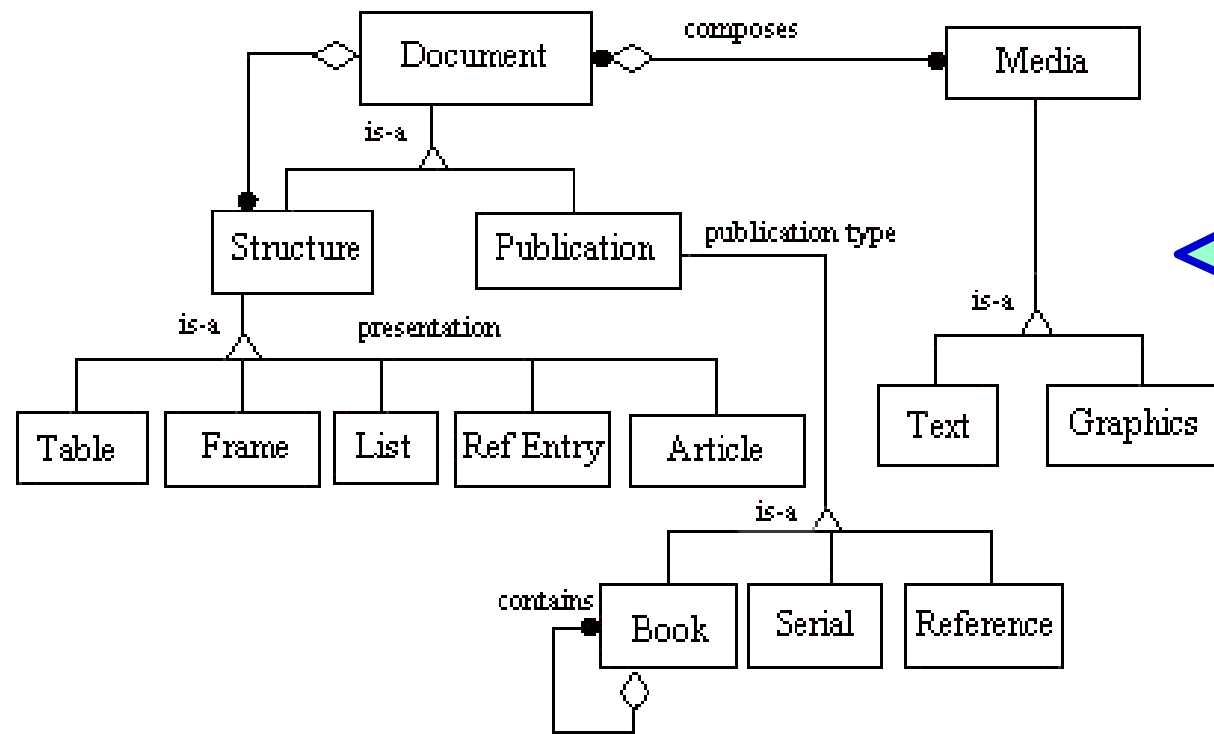 composes
Document
Media
is-a
Structure
Publication
publication type
is-a
is-a
presentation
Table
Frame
List
Ref Entry
Article
Text
Graphics
is-a
contains
Book
Serial
Reference